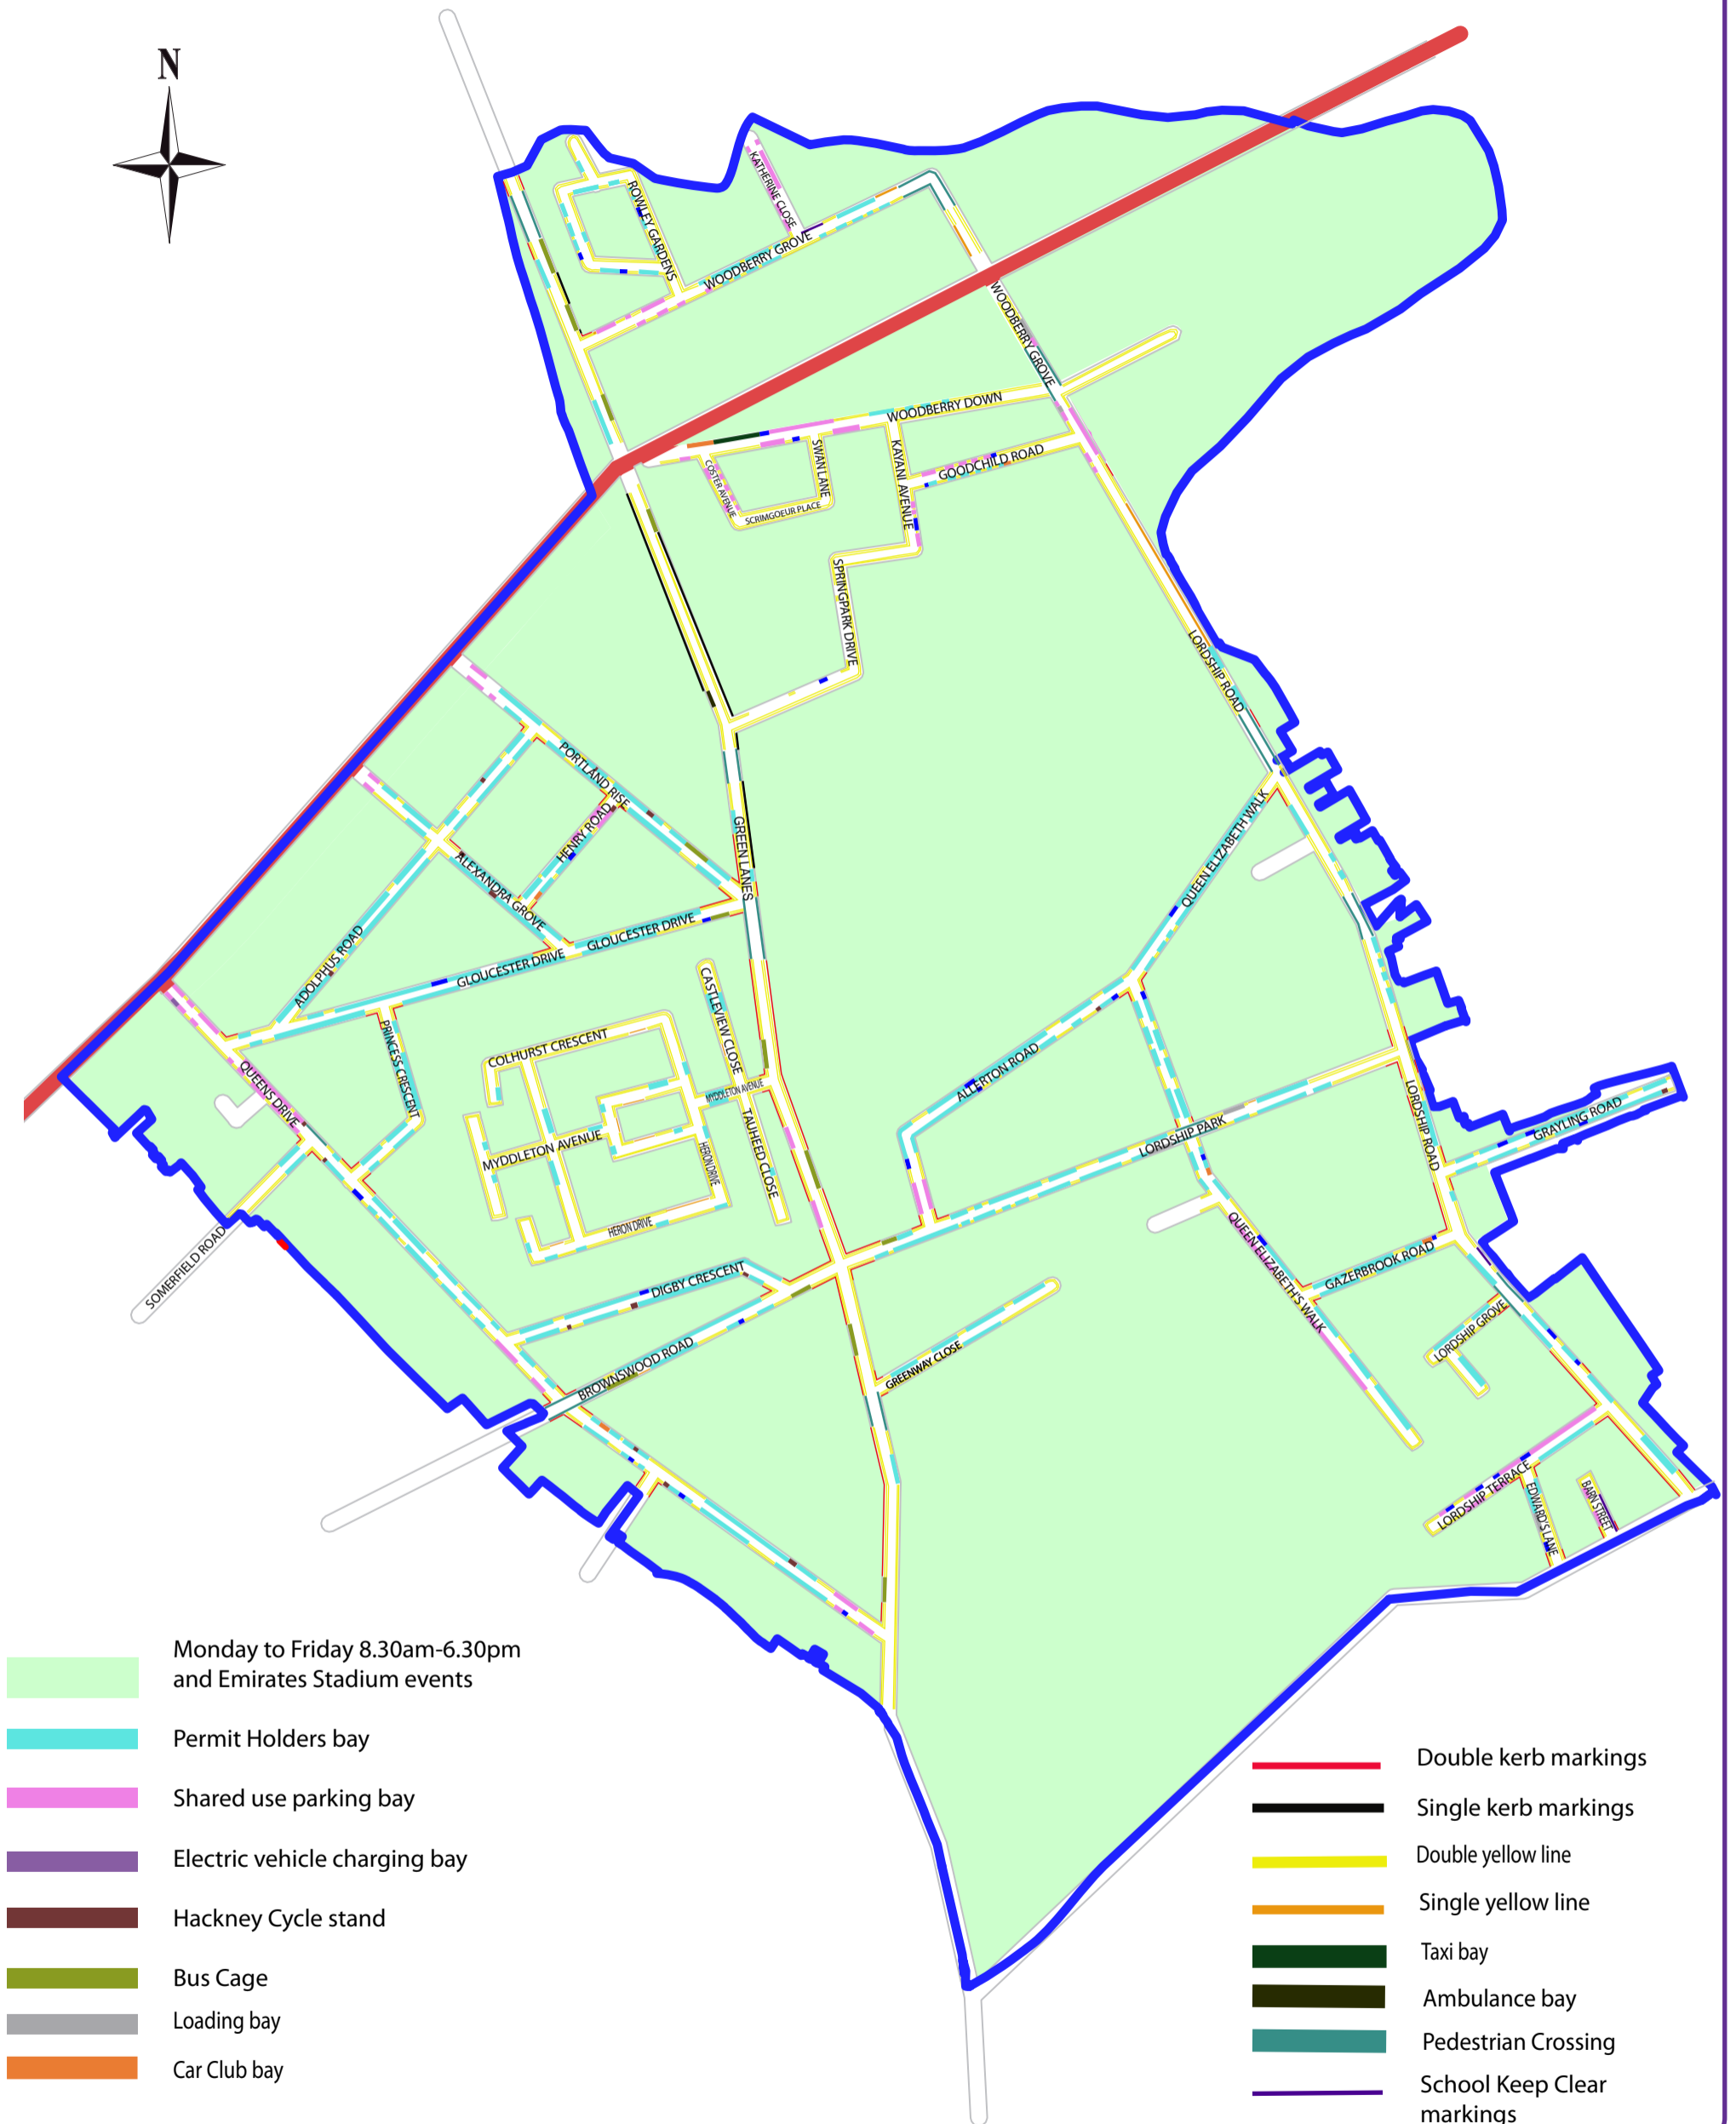 N
KATHERINE CLOSE
ROWLEY GARDENS
WOODBERRY GROVE
WOODBERRY GROVE
WOODBERRY DOWN
SWAN LANE
KAYANI AVENUE
GOODCHILD ROAD
COSTER AVENUE
SCRIMGOEUR PLACE
SPRINGPARK DRIVE
LORDSHIP ROAD
PORTLAND RISE
HENRY ROAD
GREEN LANES
QUEEN ELIZABETH WALK
ALEXANDRA GROVE
GLOUCESTER DRIVE
ADOLPHUS ROAD
GLOUCESTER DRIVE
CASTLEVIEW CLOSE
PRINCESS CRESCENT
COLHURST CRESCENT
ALLERTON ROAD
QUEENS DRIVE
MYDDLETON AVENUE
LORDSHIP ROAD
GRAYLING ROAD
TAUHEED CLOSE
LORDSHIP PARK
MYDDLETON AVENUE
HERON DRIVE
HERON DRIVE
SOMERFIELD ROAD
QUEEN ELIZABETH'S WALK
GAZERBROOK ROAD
DIGBY CRESCENT
LORDSHIP GROVE
BROWNSWOOD ROAD
GREENWAY CLOSE
LORDSHIP TERRACE
EDWARD'S LANE
BARN STREET
Monday to Friday 8.30am-6.30pm
and Emirates Stadium events
Permit Holders bay
Shared use parking bay
Electric vehicle charging bay
Hackney Cycle stand
Bus Cage
Loading bay
Car Club bay
Double kerb markings
Single kerb markings
Double yellow line
Single yellow line
Taxi bay
Ambulance bay
Pedestrian Crossing
School Keep Clear
markings